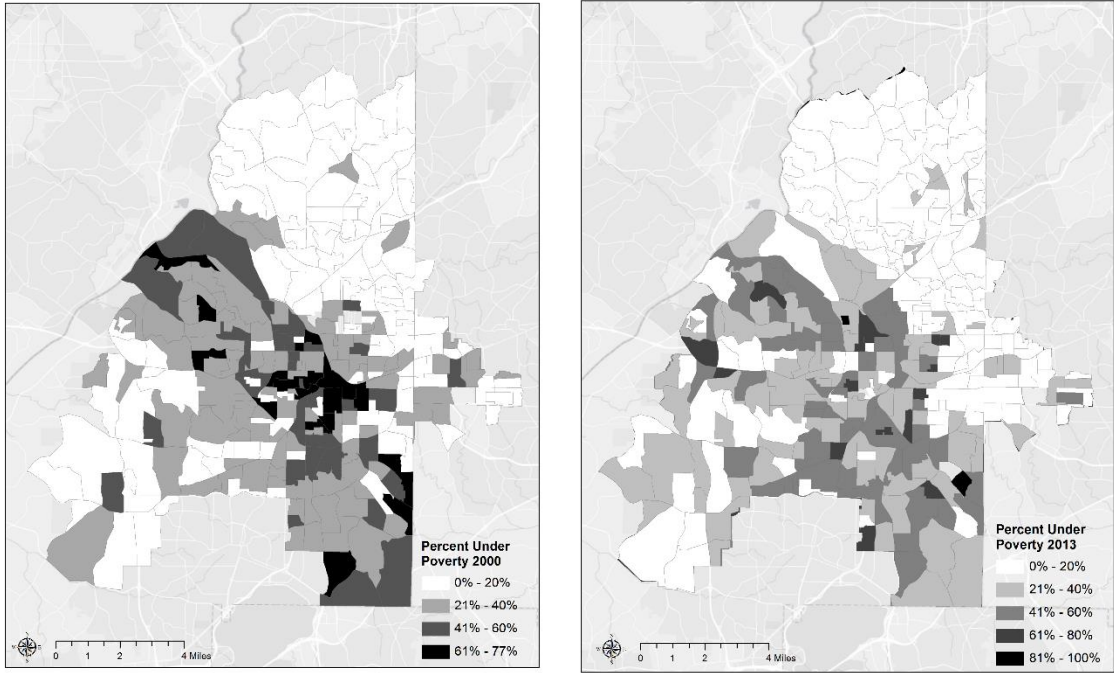 Percent Under
Poverty 2000
0% - 20%
21% - 40%
41% - 60%
61% - 77%
0 1 2 4 Miles
Percent Under
Poverty 2013
0% - 20%
21% - 40%
41% - 60%
61% - 80%
81% - 100%
0 1 2 4 Miles